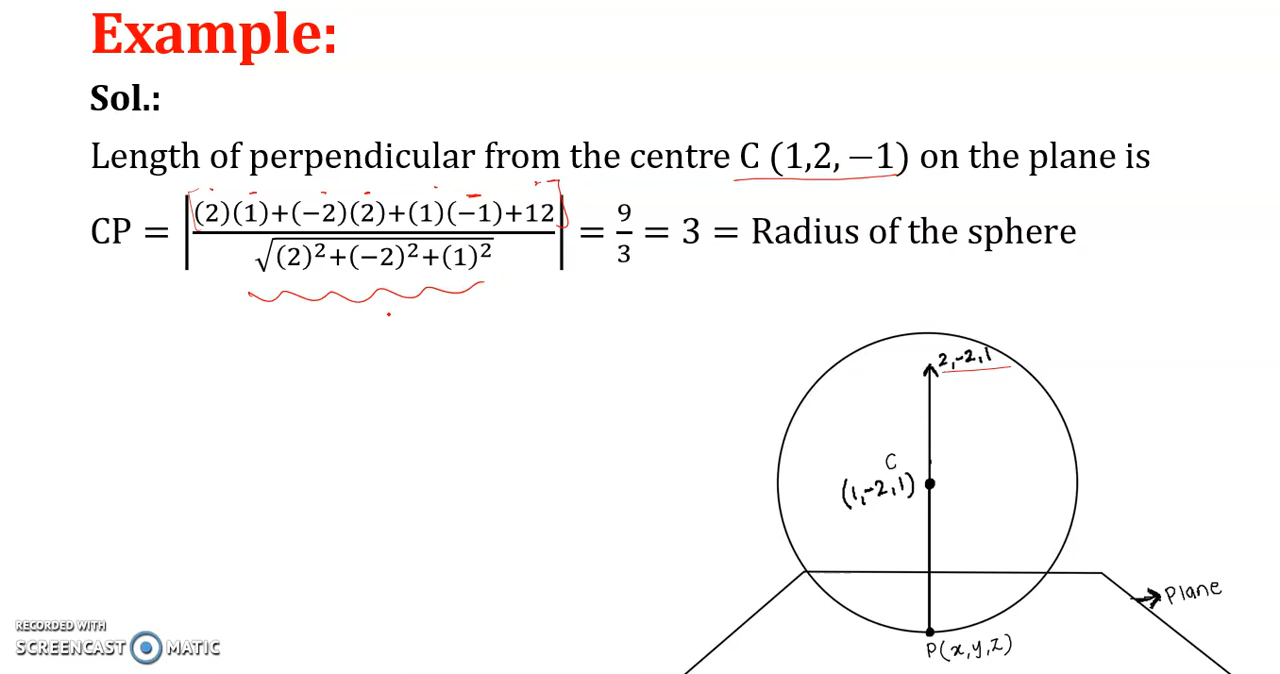 Example:
Sol.:
Length of perpendicular from the centre C (1,2, −1) on the plane is
CP = |(2)(1)+(−2)(2)+(1)(−1)+12 / √(2)²+(−2)²+(1)²| = 9/3 = 3 = Radius of the sphere
2,-2,1
C
(1,-2,1)
Plane
P(x,y,z)
RECORDED WITH
SCREENCAST MATIC